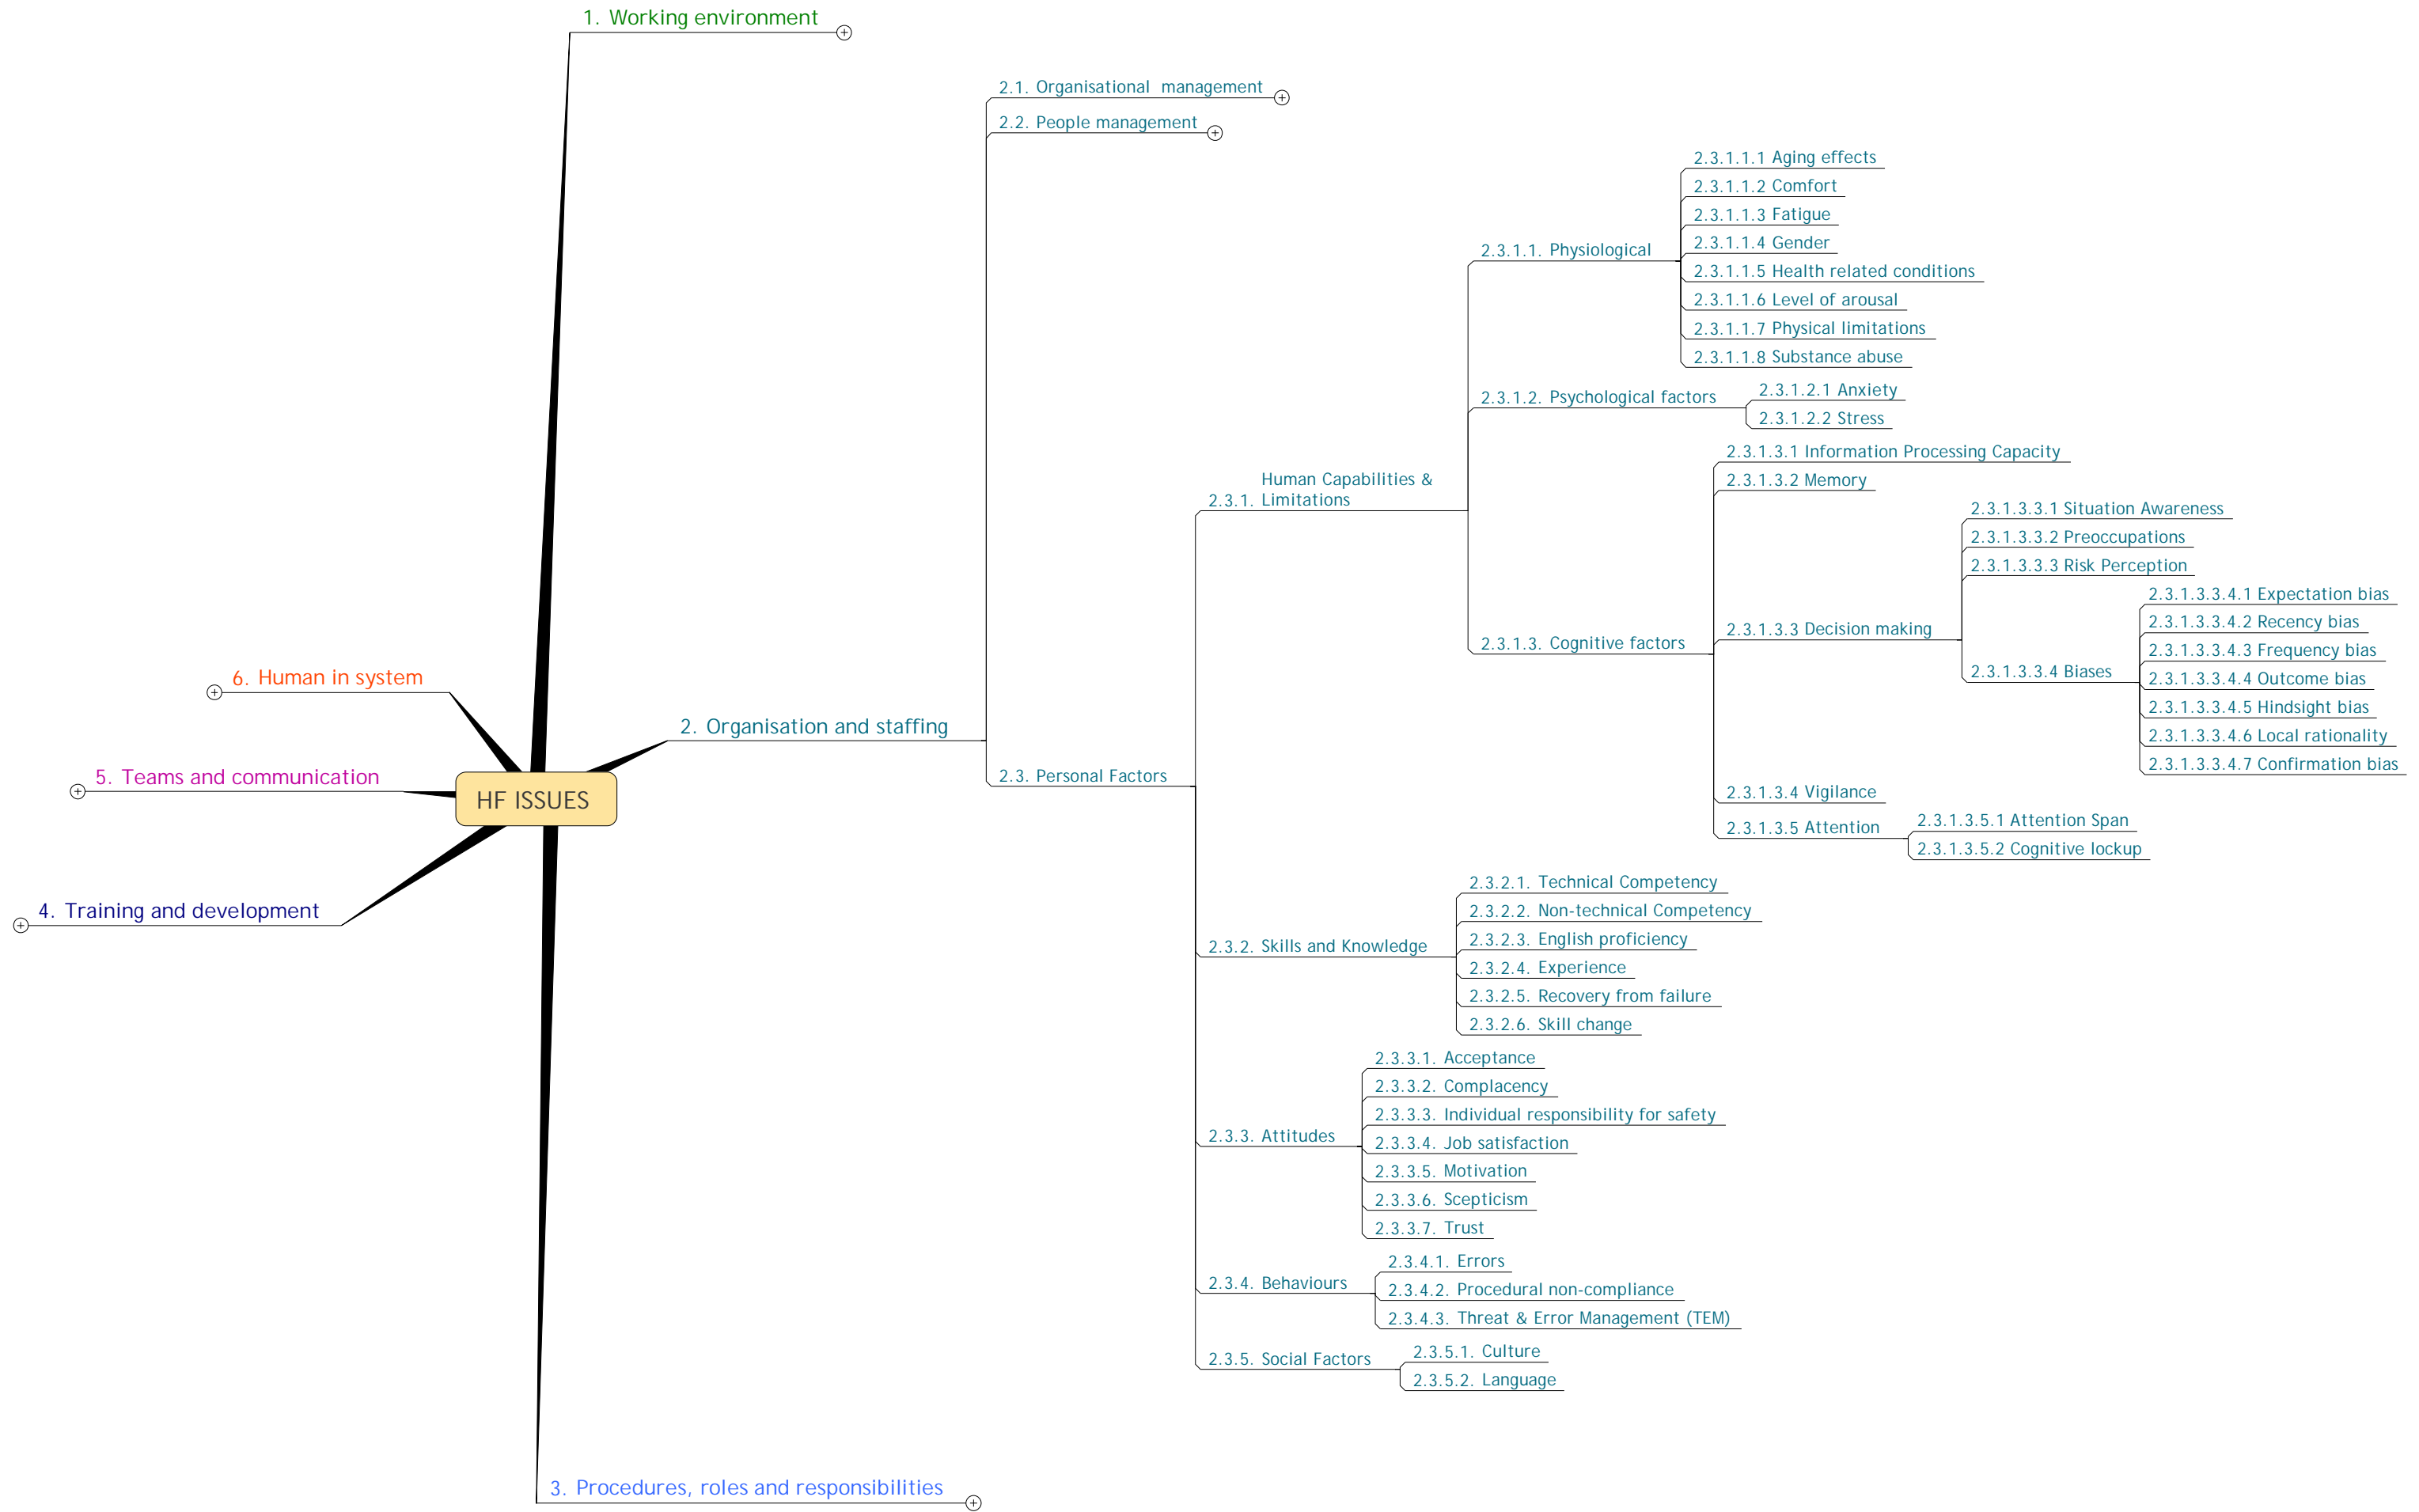 HF ISSUES
1. Working environment
2. Organisation and staffing
2.1. Organisational  management
2.2. People management
2.3. Personal Factors
2.3.1. Human Capabilities &
Limitations
2.3.1.1. Physiological
2.3.1.1.1 Aging effects
2.3.1.1.2 Comfort
2.3.1.1.3 Fatigue
2.3.1.1.4 Gender
2.3.1.1.5 Health related conditions
2.3.1.1.6 Level of arousal
2.3.1.1.7 Physical limitations
2.3.1.1.8 Substance abuse
2.3.1.2. Psychological factors
2.3.1.2.1 Anxiety
2.3.1.2.2 Stress
2.3.1.3. Cognitive factors
2.3.1.3.1 Information Processing Capacity
2.3.1.3.2 Memory
2.3.1.3.3 Decision making
2.3.1.3.3.1 Situation Awareness
2.3.1.3.3.2 Preoccupations
2.3.1.3.3.3 Risk Perception
2.3.1.3.3.4 Biases
2.3.1.3.3.4.1 Expectation bias
2.3.1.3.3.4.2 Recency bias
2.3.1.3.3.4.3 Frequency bias
2.3.1.3.3.4.4 Outcome bias
2.3.1.3.3.4.5 Hindsight bias
2.3.1.3.3.4.6 Local rationality
2.3.1.3.3.4.7 Confirmation bias
2.3.1.3.4 Vigilance
2.3.1.3.5 Attention
2.3.1.3.5.1 Attention Span
2.3.1.3.5.2 Cognitive lockup
2.3.2. Skills and Knowledge
2.3.2.1. Technical Competency
2.3.2.2. Non-technical Competency
2.3.2.3. English proficiency
2.3.2.4. Experience
2.3.2.5. Recovery from failure
2.3.2.6. Skill change
2.3.3. Attitudes
2.3.3.1. Acceptance
2.3.3.2. Complacency
2.3.3.3. Individual responsibility for safety
2.3.3.4. Job satisfaction
2.3.3.5. Motivation
2.3.3.6. Scepticism
2.3.3.7. Trust
2.3.4. Behaviours
2.3.4.1. Errors
2.3.4.2. Procedural non-compliance
2.3.4.3. Threat & Error Management (TEM)
2.3.5. Social Factors
2.3.5.1. Culture
2.3.5.2. Language
3. Procedures, roles and responsibilities
4. Training and development
5. Teams and communication
6. Human in system